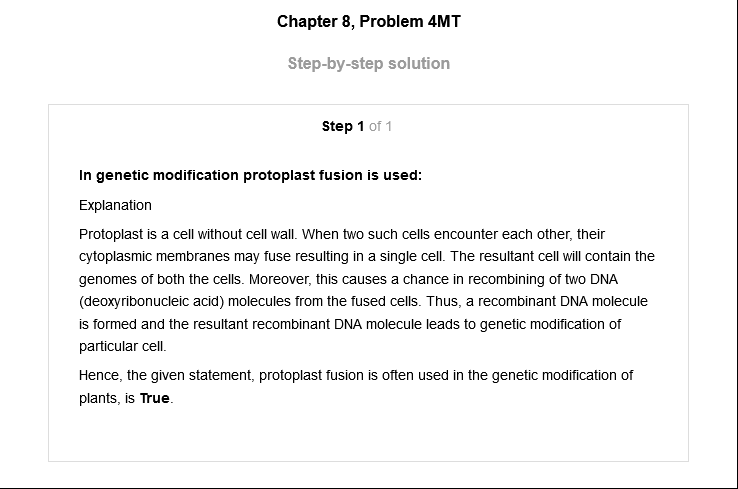 Chapter 8, Problem 4MT
Step-by-step solution
Step 1 of 1
In genetic modification protoplast fusion is used:
Explanation
Protoplast is a cell without cell wall. When two such cells encounter each other, their
cytoplasmic membranes may fuse resulting in a single cell. The resultant cell will contain the
genomes of both the cells. Moreover, this causes a chance in recombining of two DNA
(deoxyribonucleic acid) molecules from the fused cells. Thus, a recombinant DNA molecule
is formed and the resultant recombinant DNA molecule leads to genetic modification of
particular cell.
Hence, the given statement, protoplast fusion is often used in the genetic modification of
plants, is True.